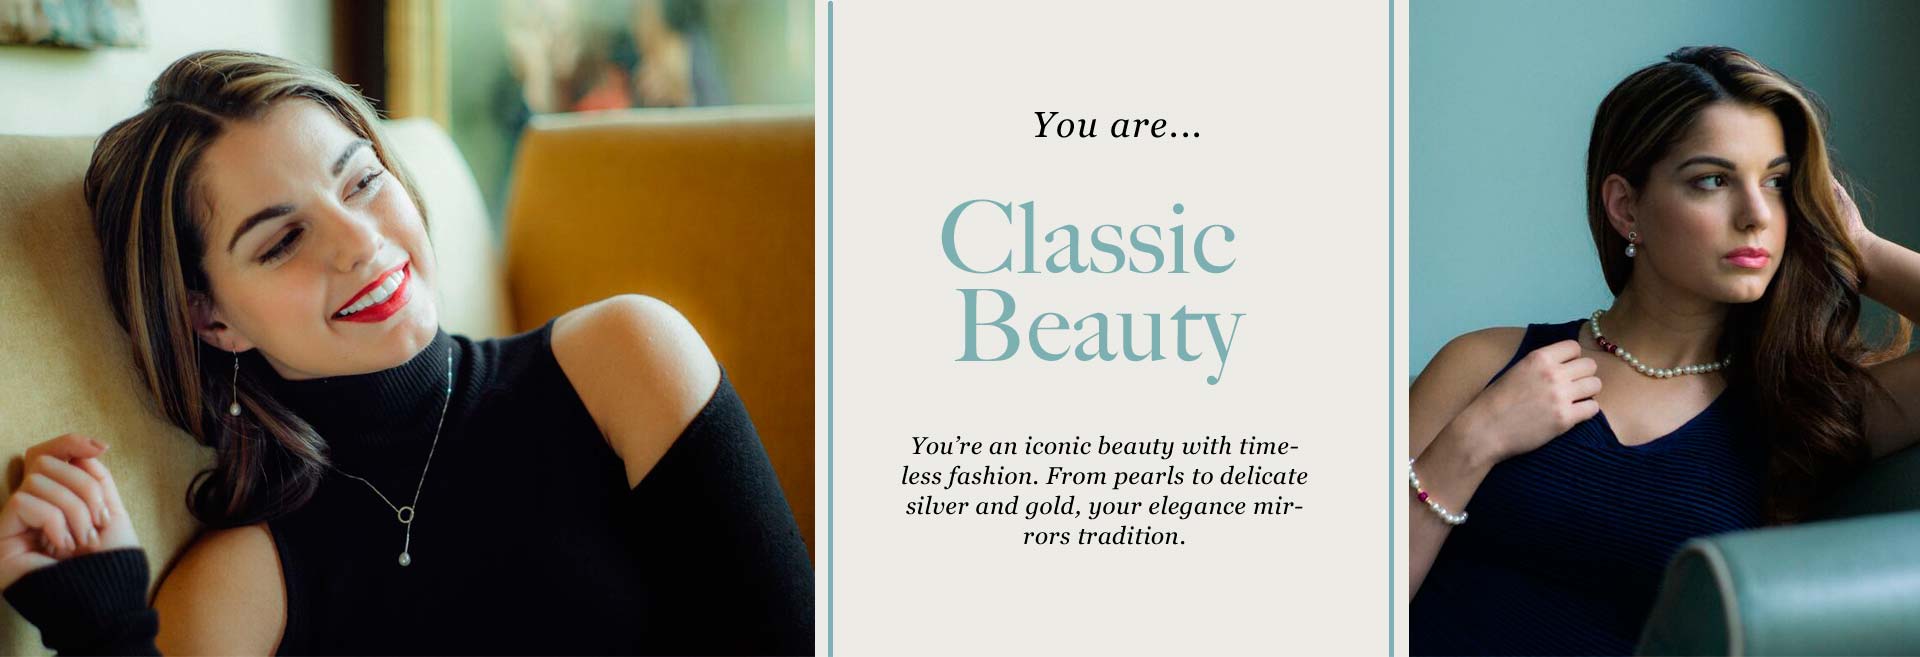 You are...
Classic
Beauty
You’re an iconic beauty with time-
less fashion. From pearls to delicate
silver and gold, your elegance mir-
rors tradition.